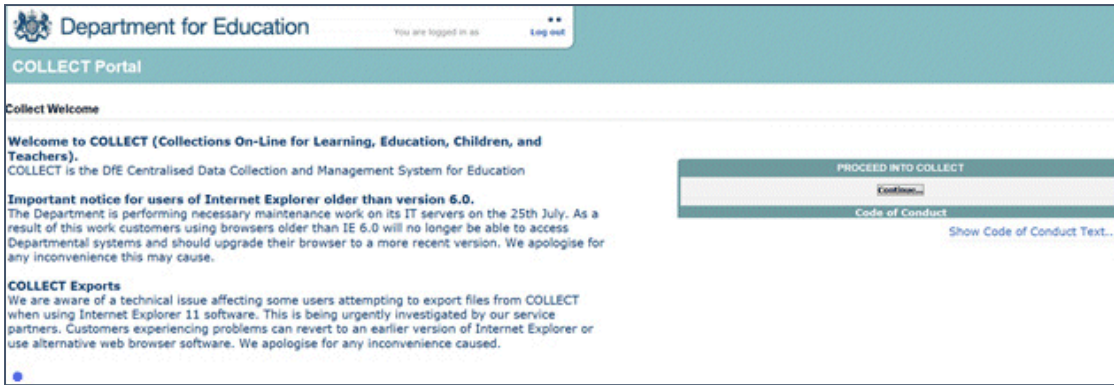 Department for Education
You are logged in as
Log out
COLLECT Portal
Collect Welcome
Welcome to COLLECT (Collections On-Line for Learning, Education, Children, and
Teachers).
COLLECT is the DfE Centralised Data Collection and Management System for Education
Important notice for users of Internet Explorer older than version 6.0.
The Department is performing necessary maintenance work on its IT servers on the 25th July. As a
result of this work customers using browsers older than IE 6.0 will no longer be able to access
Departmental systems and should upgrade their browser to a more recent version. We apologise for
any inconvenience this may cause.
COLLECT Exports
We are aware of a technical issue affecting some users attempting to export files from COLLECT
when using Internet Explorer 11 software. This is being urgently investigated by our service
partners. Customers experiencing problems can revert to an earlier version of Internet Explorer or
use alternative web browser software. We apologise for any inconvenience caused.
PROCEED INTO COLLECT
Continue...
Code of Conduct
Show Code of Conduct Text...